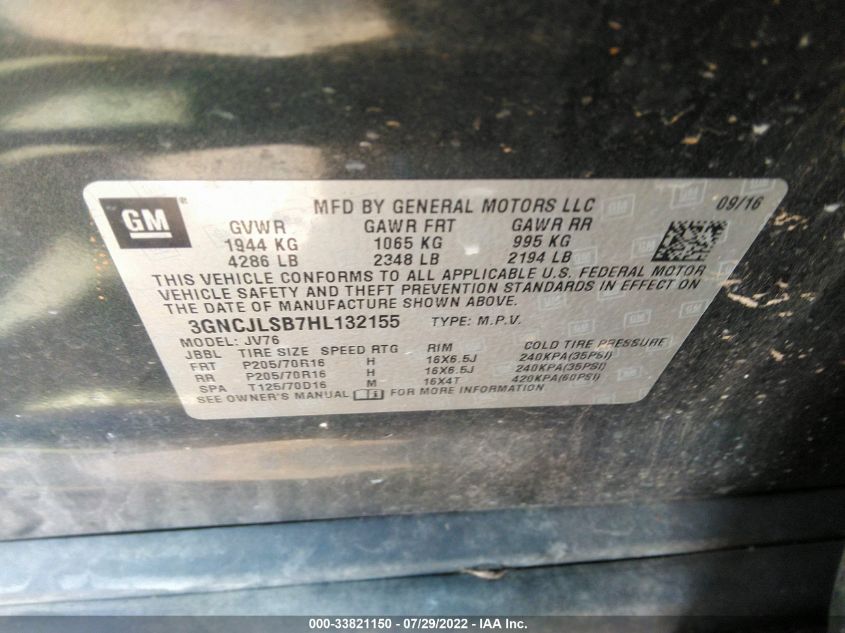 GM ®
MFD BY GENERAL MOTORS LLC 09/16
GVWR GAWR FRT GAWR RR
1944 KG 1065 KG 995 KG
4286 LB 2348 LB 2194 LB
THIS VEHICLE CONFORMS TO ALL APPLICABLE U.S. FEDERAL MOTOR
VEHICLE SAFETY AND THEFT PREVENTION STANDARDS IN EFFECT ON
THE DATE OF MANUFACTURE SHOWN ABOVE.
3GNCJLSB7HL132155 TYPE: M.P.V.
MODEL: JV76
JBBL TIRE SIZE SPEED RTG RIM COLD TIRE PRESSURE
FRT P205/70R16 H 16X6.5J 240KPA(35PSI)
RR P205/70R16 H 16X6.5J 240KPA(35PSI)
SPA T125/70D16 M 16X4T 420KPA(60PSI)
SEE OWNER'S MANUAL FOR MORE INFORMATION
000-33821150 - 07/29/2022 - IAA Inc.